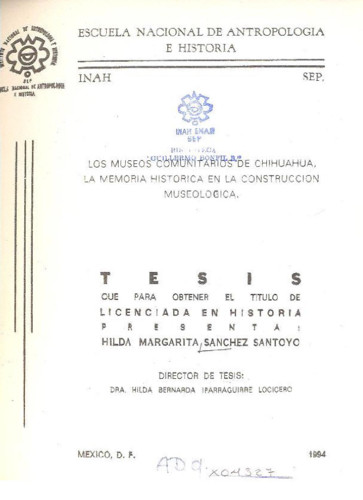 ESCUELA NACIONAL DE ANTROPOLOGIA
E HISTORIA
INAH SEP.
INAH ENAH
SEP
LOS MUSEOS COMUNITARIOS DE CHIHUAHUA,
LA MEMORIA HISTORICA EN LA CONSTRUCCION
MUSEOLOGICA.
TESIS
QUE PARA OBTENER EL TITULO DE
LICENCIADA EN HISTORIA
PRESENTA:
HILDA MARGARITA SANCHEZ SANTOYO
DIRECTOR DE TESIS:
DRA. HILDA BERNARDA IPARRAGUIRRE LOCICERO
MEXICO, D. F. 1994